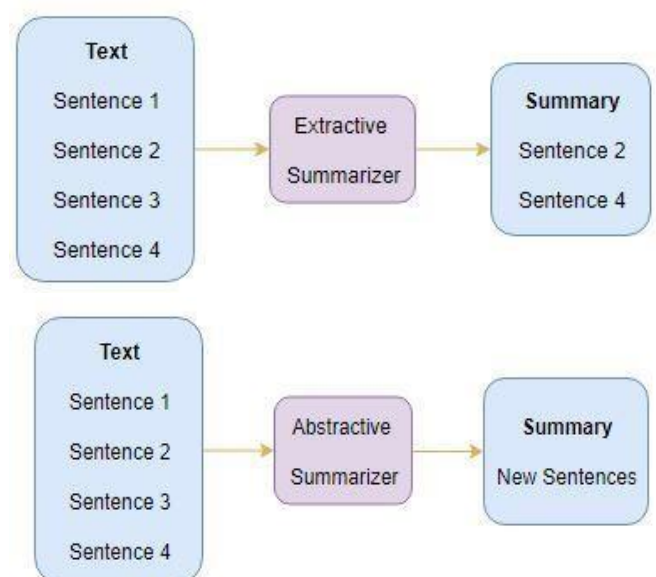 Text
Sentence 1
Sentence 2
Sentence 3
Sentence 4
Extractive
Summarizer
Summary
Sentence 2
Sentence 4
Text
Sentence 1
Sentence 2
Sentence 3
Sentence 4
Abstractive
Summarizer
Summary
New Sentences